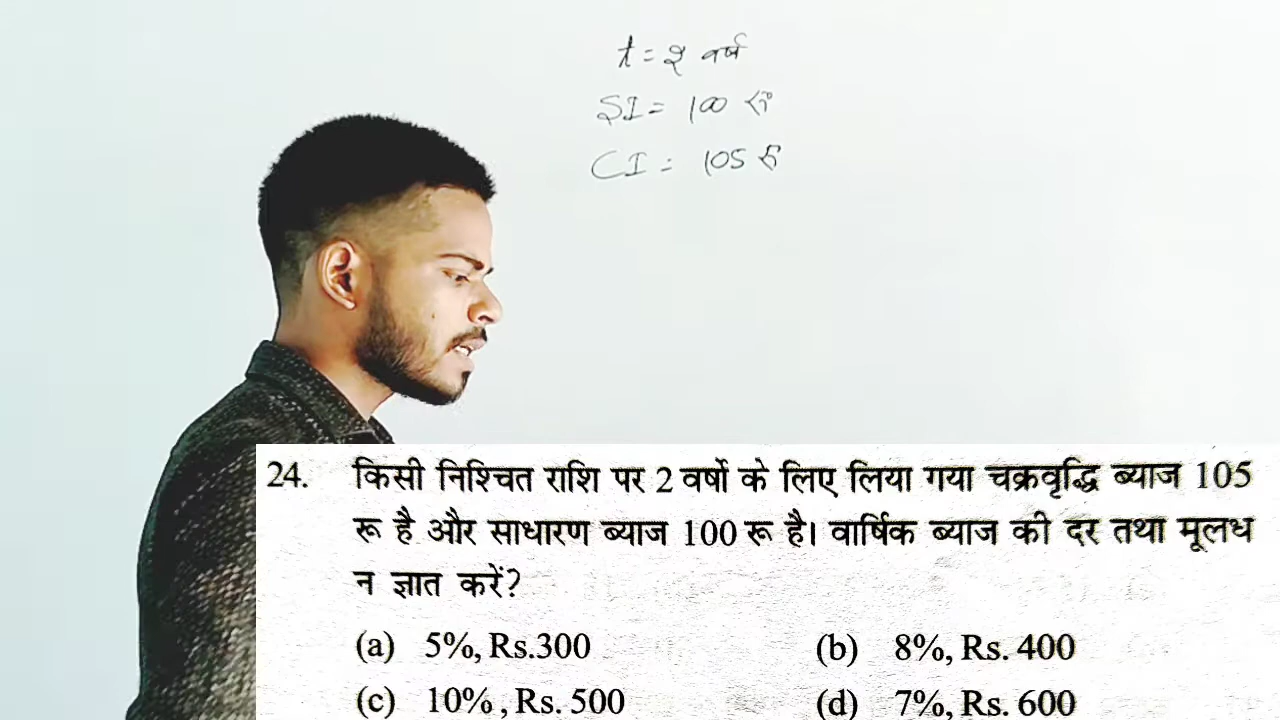 t = 2 वर्ष
SI = 100 रु
CI = 105 रु
24. किसी निश्चित राशि पर 2 वर्षो के लिए लिया गया चक्रवृद्धि ब्याज 105
रू है और साधारण ब्याज 100 रू है। वार्षिक ब्याज की दर तथा मूलध
न ज्ञात करें?
(a) 5%, Rs.300 (b) 8%, Rs. 400
(c) 10%, Rs. 500 (d) 7%, Rs. 600